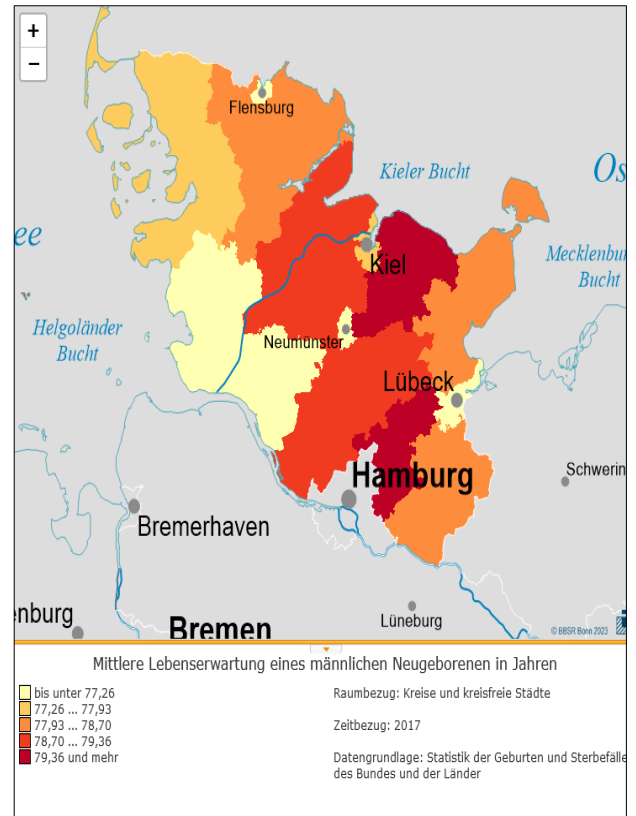 +
−
Flensburg
Kieler Bucht
Os
ee
Kiel
Mecklenbur
Bucht
Helgoländer
Bucht
Neumünster
Lübeck
Hamburg
Schwerin
Bremerhaven
enburg
Bremen
Lüneburg
© BBSR Bonn 2023
Mittlere Lebenserwartung eines männlichen Neugeborenen in Jahren
bis unter 77,26
77,26 ... 77,93
77,93 ... 78,70
78,70 ... 79,36
79,36 und mehr
Raumbezug: Kreise und kreisfreie Städte
Zeitbezug: 2017
Datengrundlage: Statistik der Geburten und Sterbefälle
des Bundes und der Länder